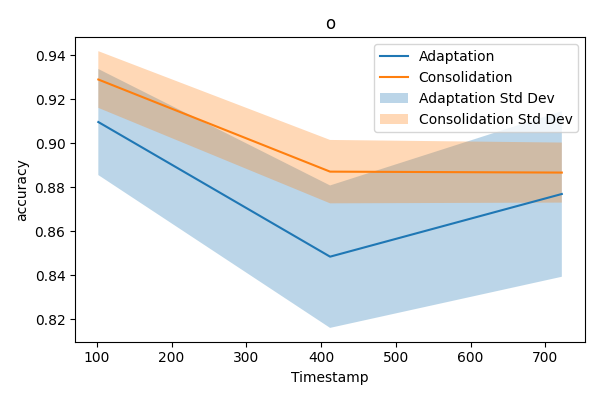 o
0.94
0.92
0.90
0.88
0.86
0.84
0.82
accuracy
Adaptation
Consolidation
Adaptation Std Dev
Consolidation Std Dev
100
200
300
400
500
600
700
Timestamp